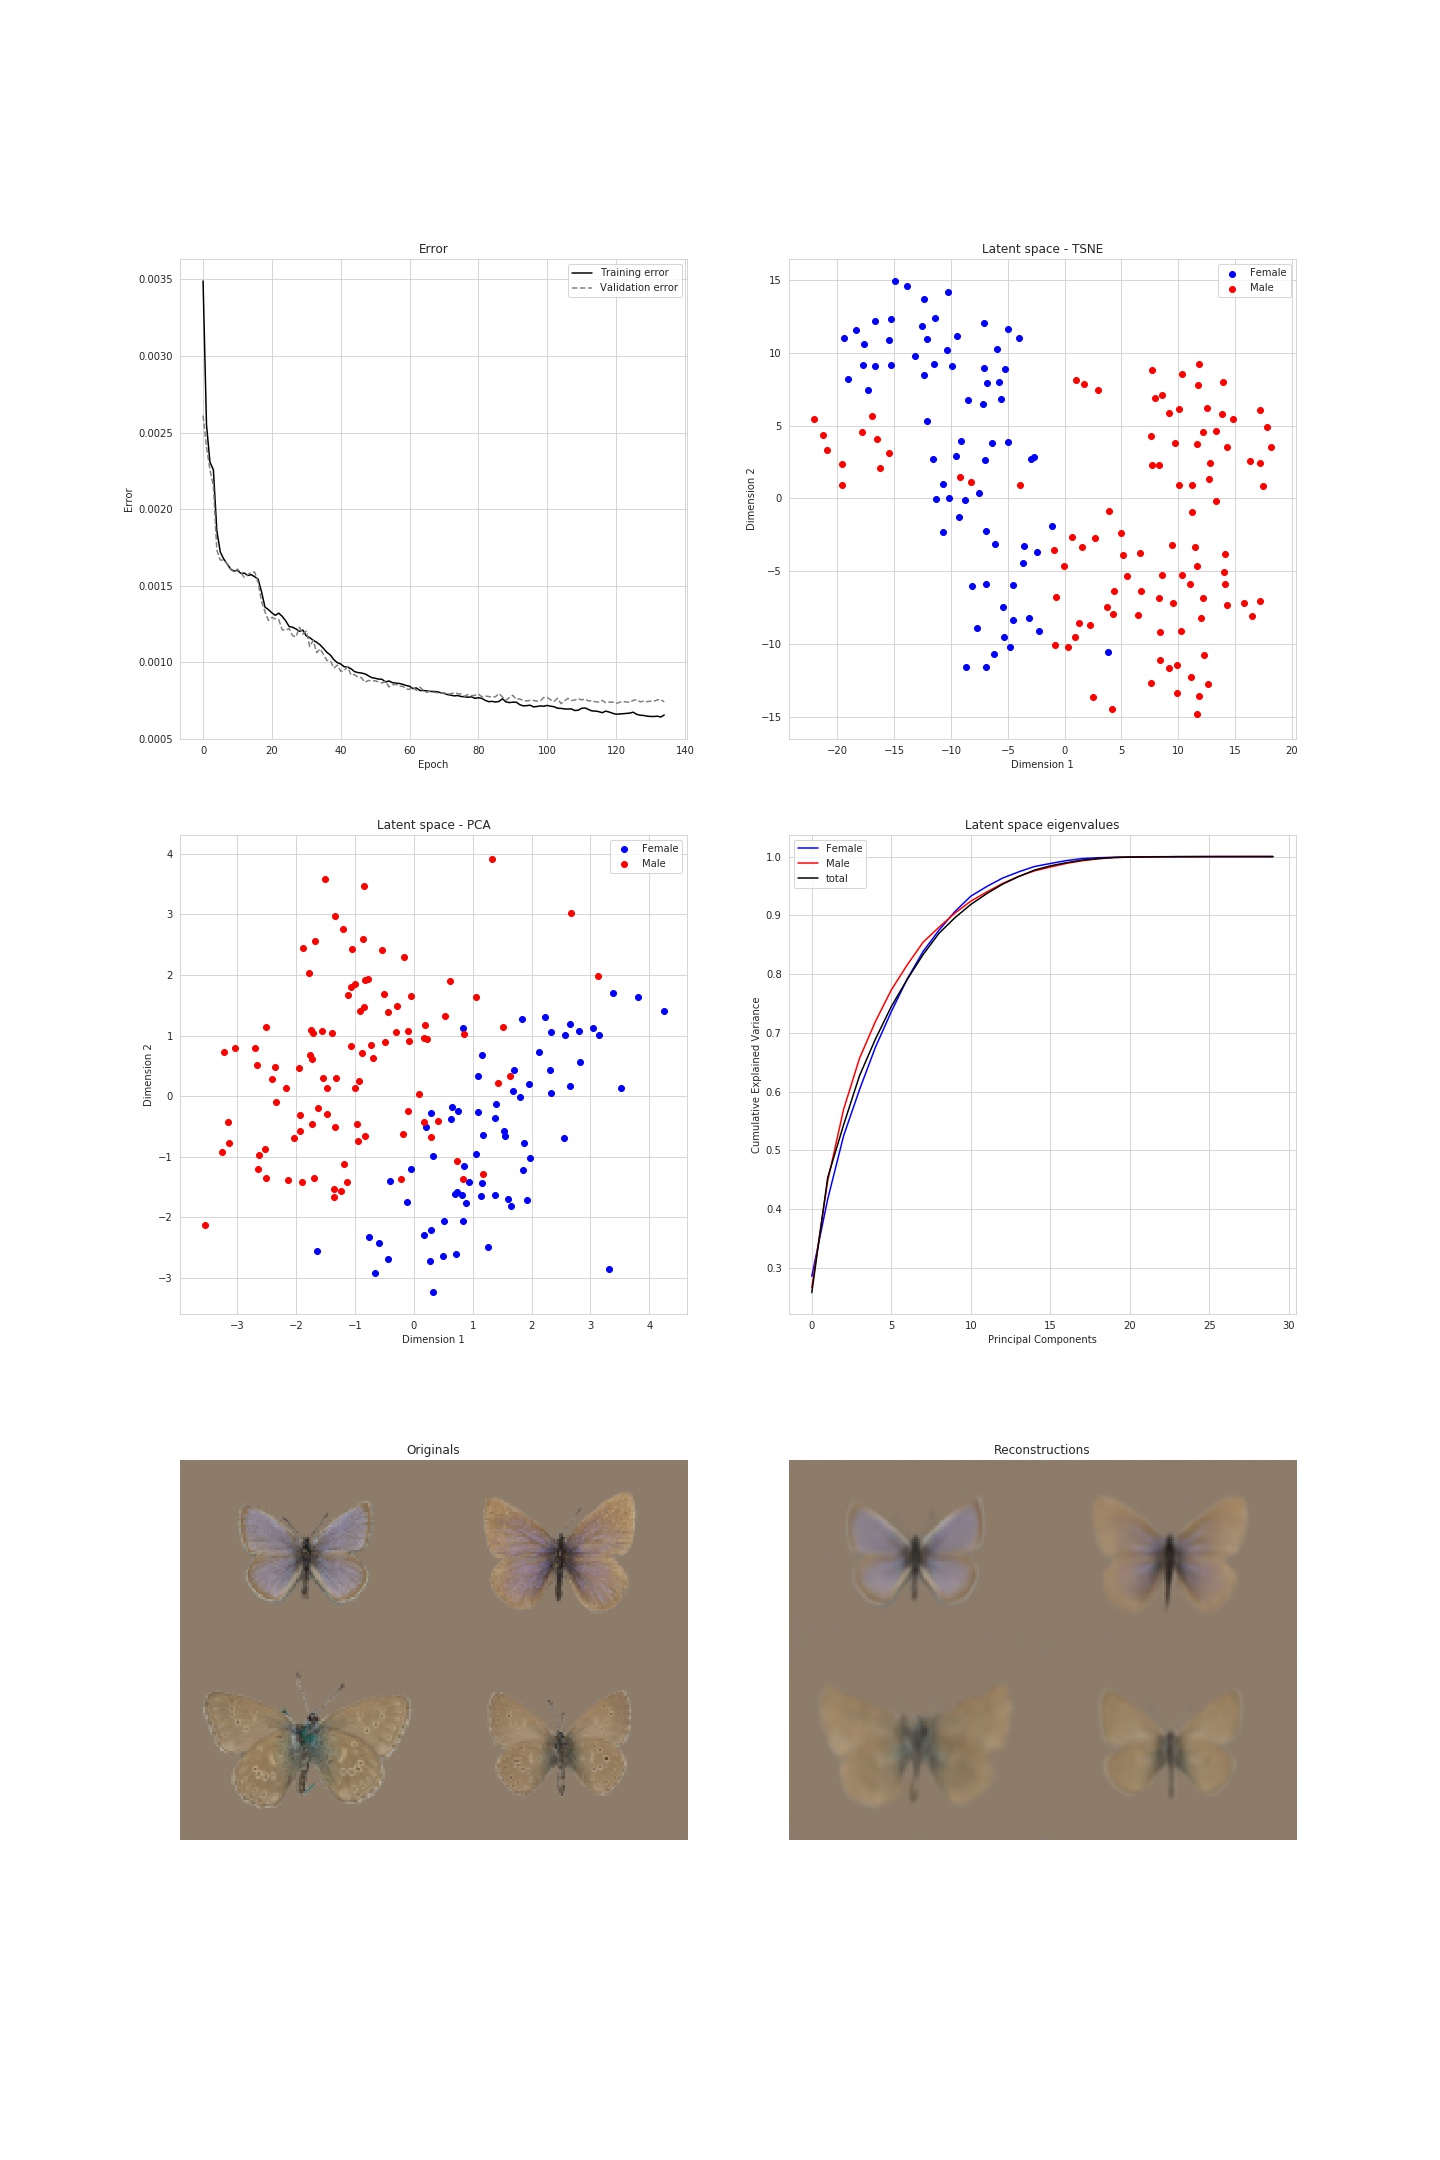 Error
Training error
Validation error
0.0035
0.0030
0.0025
0.0020
0.0015
0.0010
0.0005
Error
0 20 40 60 80 100 120 140
Epoch
Latent space - TSNE
Female
Male
15
10
5
0
−5
−10
−15
Dimension 2
−20 −15 −10 −5 0 5 10 15 20
Dimension 1
Latent space - PCA
Female
Male
4
3
2
1
0
−1
−2
−3
Dimension 2
−3 −2 −1 0 1 2 3 4
Dimension 1
Latent space eigenvalues
Female
Male
total
1.0
0.9
0.8
0.7
0.6
0.5
0.4
0.3
Cumulative Explained Variance
0 5 10 15 20 25 30
Principal Components
Originals
Reconstructions